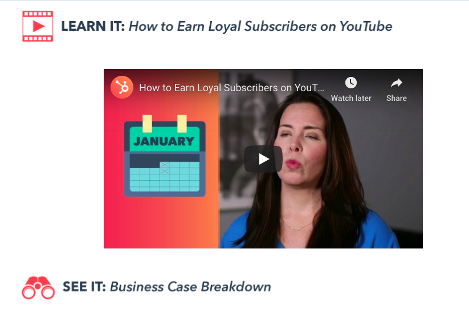 LEARN IT: How to Earn Loyal Subscribers on YouTube
How to Earn Loyal Subscribers on YouT...
Watch later
Share
JANUARY
SEE IT: Business Case Breakdown